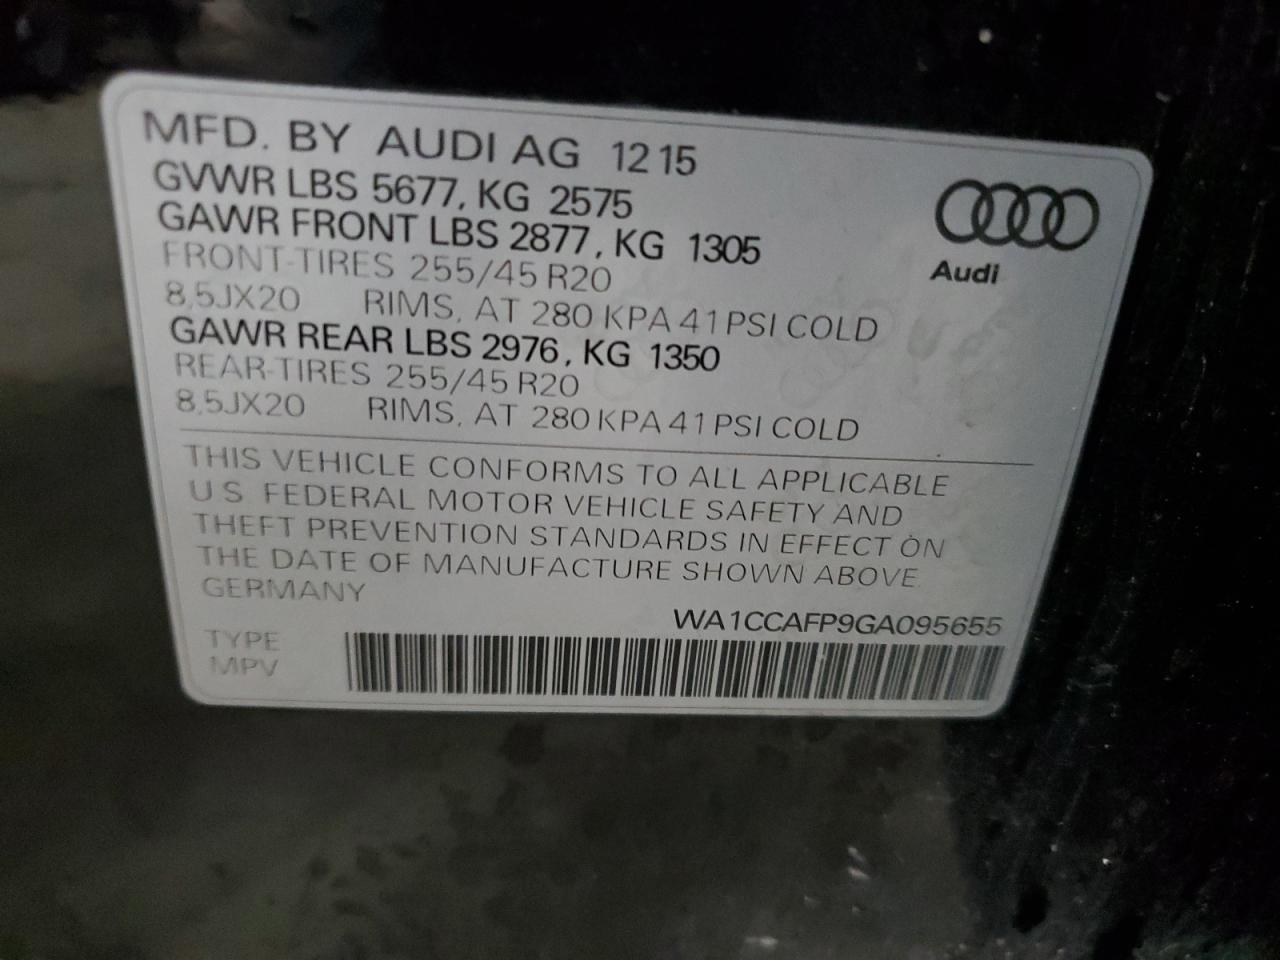 MFD. BY AUDI AG 12 15
GVWR LBS 5677, KG 2575
GAWR FRONT LBS 2877, KG 1305
FRONT-TIRES 255/45 R20
8,5JX20 RIMS, AT 280 KPA 41 PSI COLD
GAWR REAR LBS 2976, KG 1350
REAR-TIRES 255/45 R20
8,5JX20 RIMS, AT 280 KPA 41 PSI COLD
Audi
THIS VEHICLE CONFORMS TO ALL APPLICABLE
U S FEDERAL MOTOR VEHICLE SAFETY AND
THEFT PREVENTION STANDARDS IN EFFECT ON
THE DATE OF MANUFACTURE SHOWN ABOVE.
GERMANY
WA1CCAFP9GA095655
TYPE
MPV